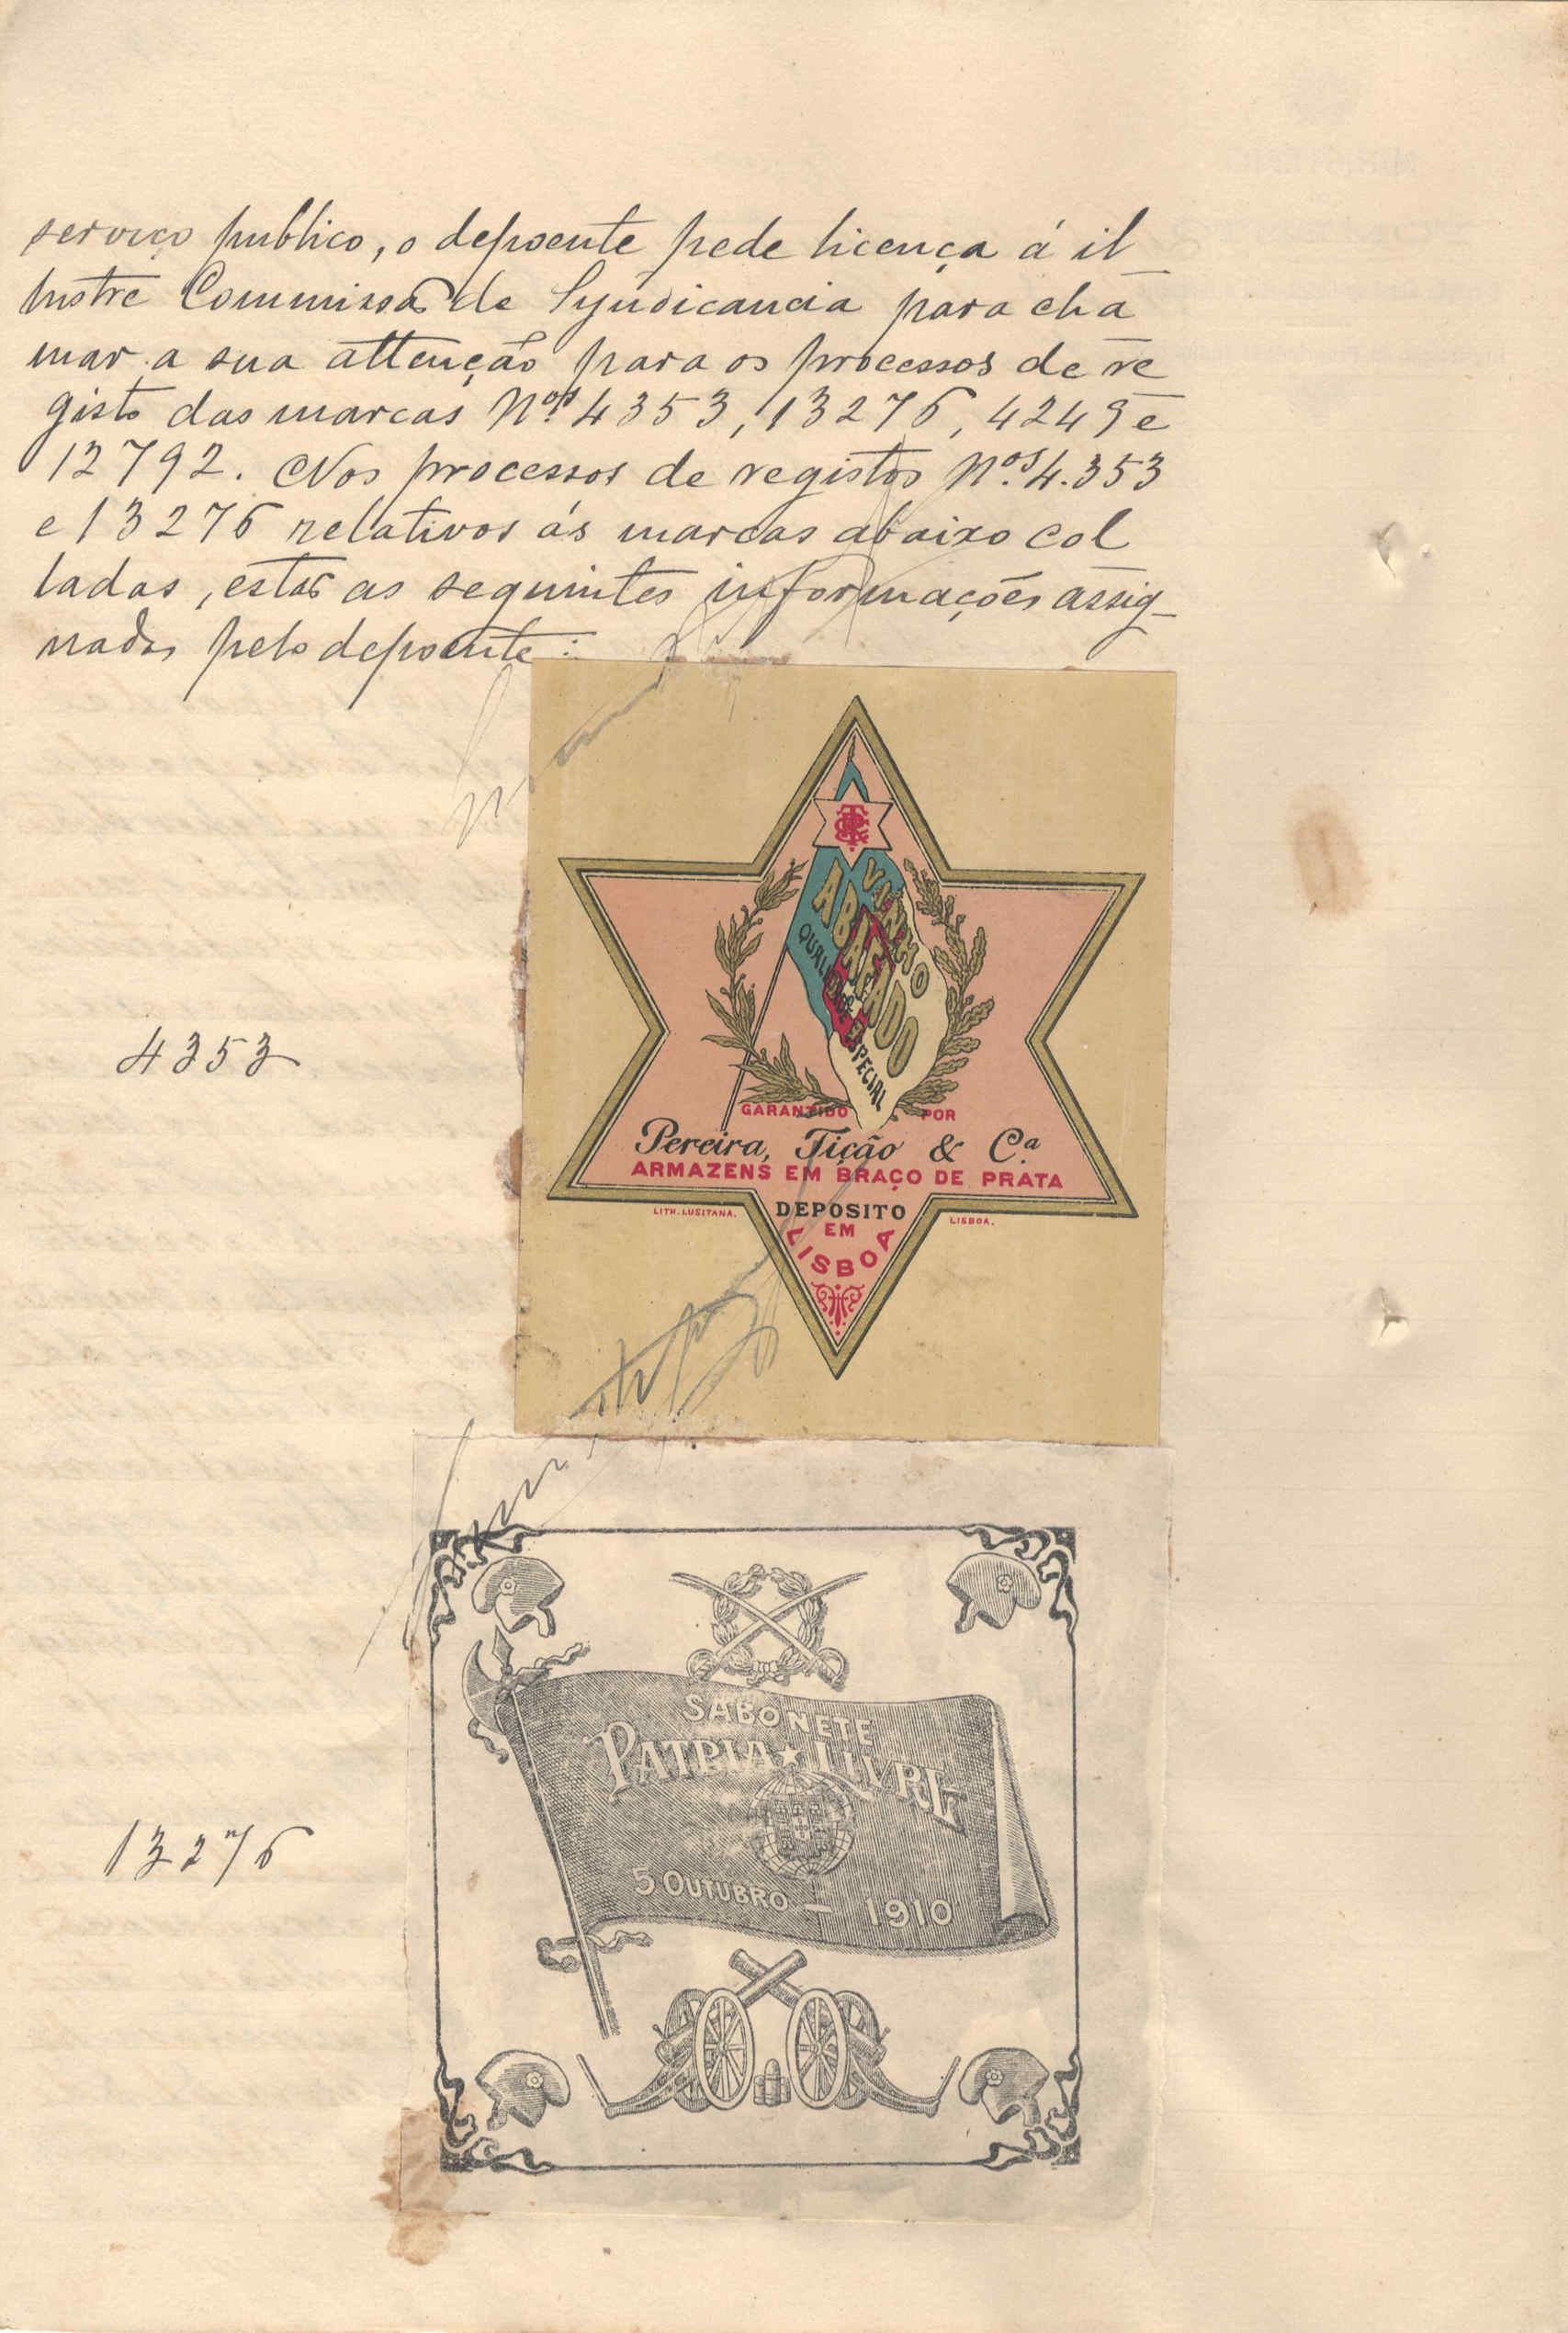 serviço publico, o depoente pede licença á il
lustre Commissão de Syndicancia para cha
mar a sua attenção para os processos de re
gisto das marcas Nos. 4353, 13276, 4249 e
12792. Nos processos de registos Nos. 4.353
e 13276 relativos ás marcas abaixo col
ladas, estão as seguintes informações assig-
nadas pelo depoente:
VINHO
ABAFADO
QUALIDADE ESPECIAL
GARANTIDO POR
Pereira, Tição & Cª
ARMAZENS EM BRAÇO DE PRATA
LITH. LUSITANA. DEPOSITO LISBOA.
EM
LISBOA
4353
SABONETE
PATRIA ★ LIVRE
5 OUTUBRO — 1910
13276